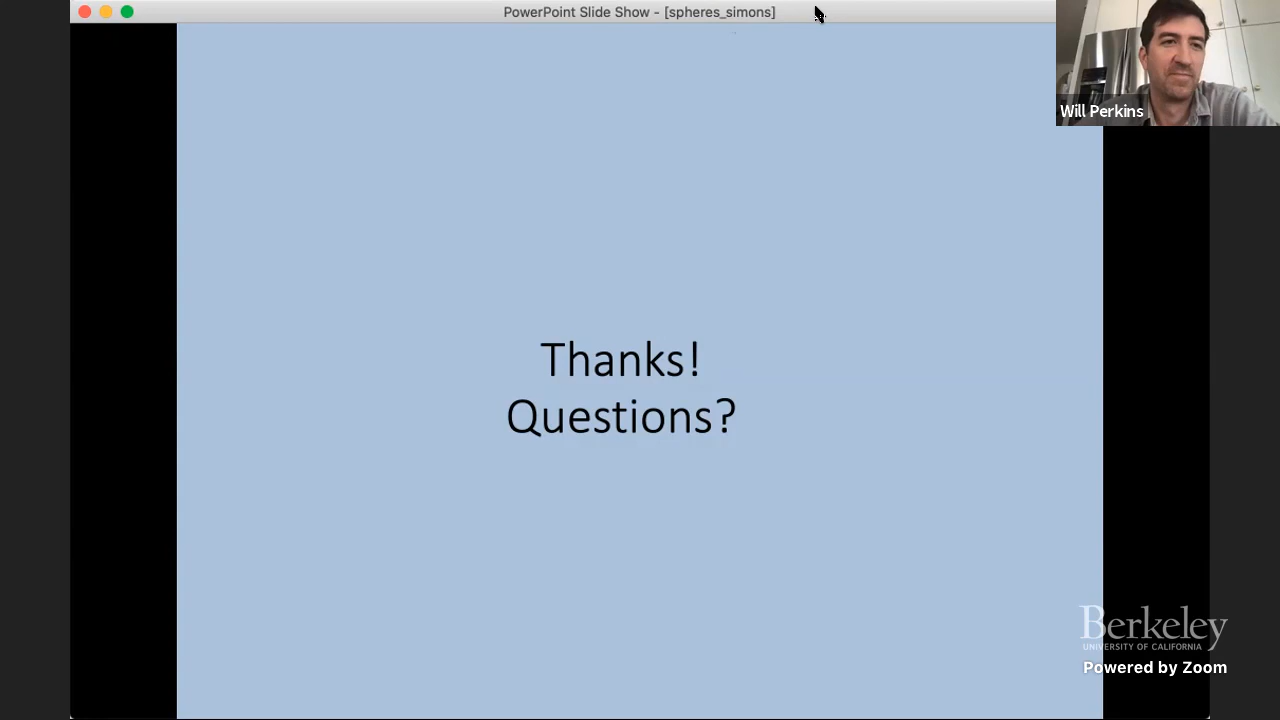 PowerPoint Slide Show - [spheres_simons]
Will Perkins
Thanks!
Questions?
Berkeley
UNIVERSITY OF CALIFORNIA
Powered by Zoom